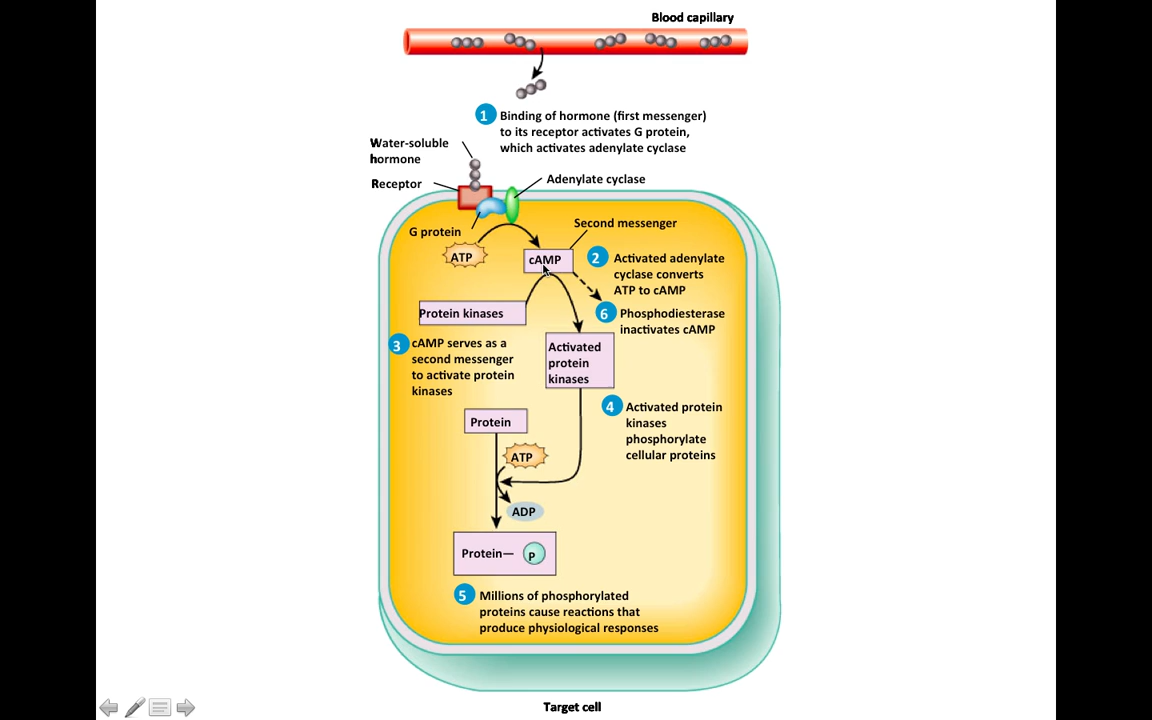 Blood capillary
1
Binding of hormone (first messenger)
to its receptor activates G protein,
which activates adenylate cyclase
Water-soluble
hormone
Receptor
Adenylate cyclase
G protein
Second messenger
ATP
cAMP
2
Activated adenylate
cyclase converts
ATP to cAMP
Protein kinases
6
Phosphodiesterase
inactivates cAMP
3
cAMP serves as a
second messenger
to activate protein
kinases
Activated
protein
kinases
4
Activated protein
kinases
phosphorylate
cellular proteins
Protein
ATP
ADP
Protein—
P
5
Millions of phosphorylated
proteins cause reactions that
produce physiological responses
Target cell